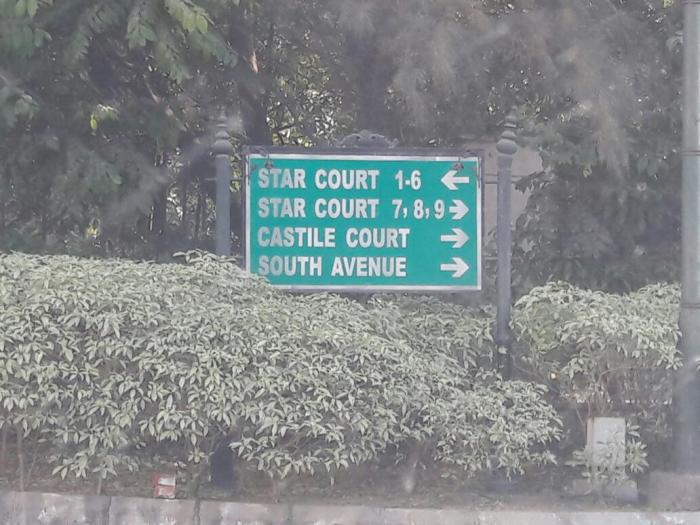 STAR COURT 1-6 ←
STAR COURT 7,8,9 →
CASTILE COURT →
SOUTH AVENUE →